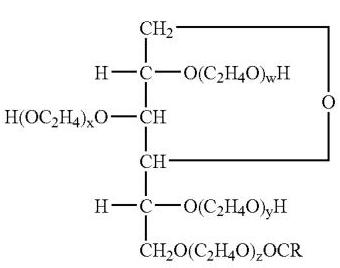 CH₂
H—C—O(C₂H₄O)wH
O
H(OC₂H₄)ₓO—CH
CH
H—C—O(C₂H₄O)yH
CH₂O(C₂H₄O)zOCR